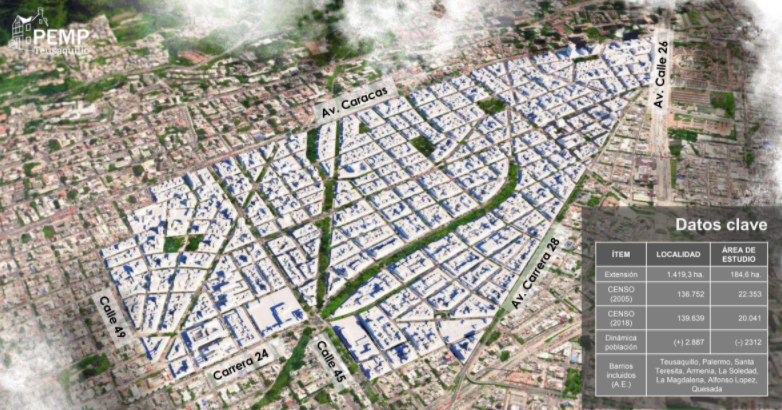 PEMP
Teusaquillo
Av. Caracas
Av. Calle 26
Av. Carrera 28
Calle 49
Carrera 24
Calle 45
Datos clave
ÍTEM LOCALIDAD ÁREA DE
ESTUDIO
Extensión 1.419,3 ha. 184,6 ha.
CENSO
(2005) 136.752 22.353
CENSO
(2018) 139.639 20.041
Dinámica
población (+) 2.887 (-) 2312
Barrios
incluidos
(A.E.)
Teusaquillo, Palermo, Santa
Teresita, Armenia, La Soledad,
La Magdalena, Alfonso Lopez,
Quesada